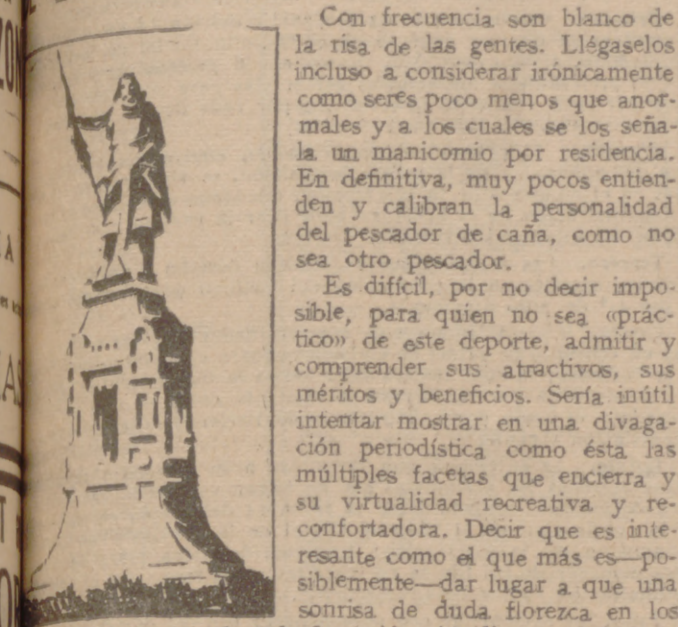 Con frecuencia son blanco de
la risa de las gentes. Llégaselos
incluso a considerar irónicamente
como seres poco menos que anor-
males y a los cuales se los seña-
la un manicomio por residencia.
En definitiva, muy pocos entien-
den y calibran la personalidad
del pescador de caña, como no
sea otro pescador.
Es difícil, por no decir impo-
sible, para quien no sea «prác-
tico» de este deporte, admitir y
comprender sus atractivos, sus
méritos y beneficios. Sería inútil
intentar mostrar en una divaga-
ción periodística como ésta las
múltiples facetas que encierra y
su virtualidad recreativa y re-
confortadora. Decir que es inte-
resante como el que más es—po-
siblemente—dar lugar a que una
sonrisa de duda florezca en los